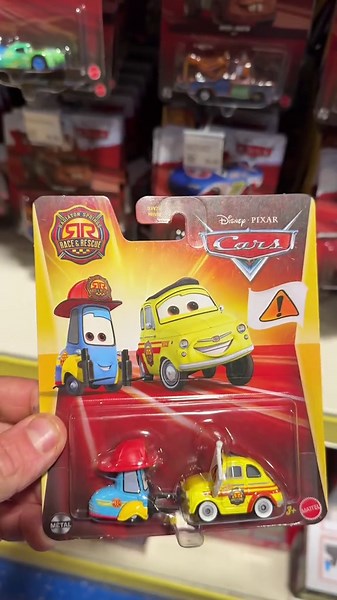 RADIATOR SPRINGS
RR
RACE & RESCUE
Disney · PIXAR
Cars
METAL
3+
MATTEL